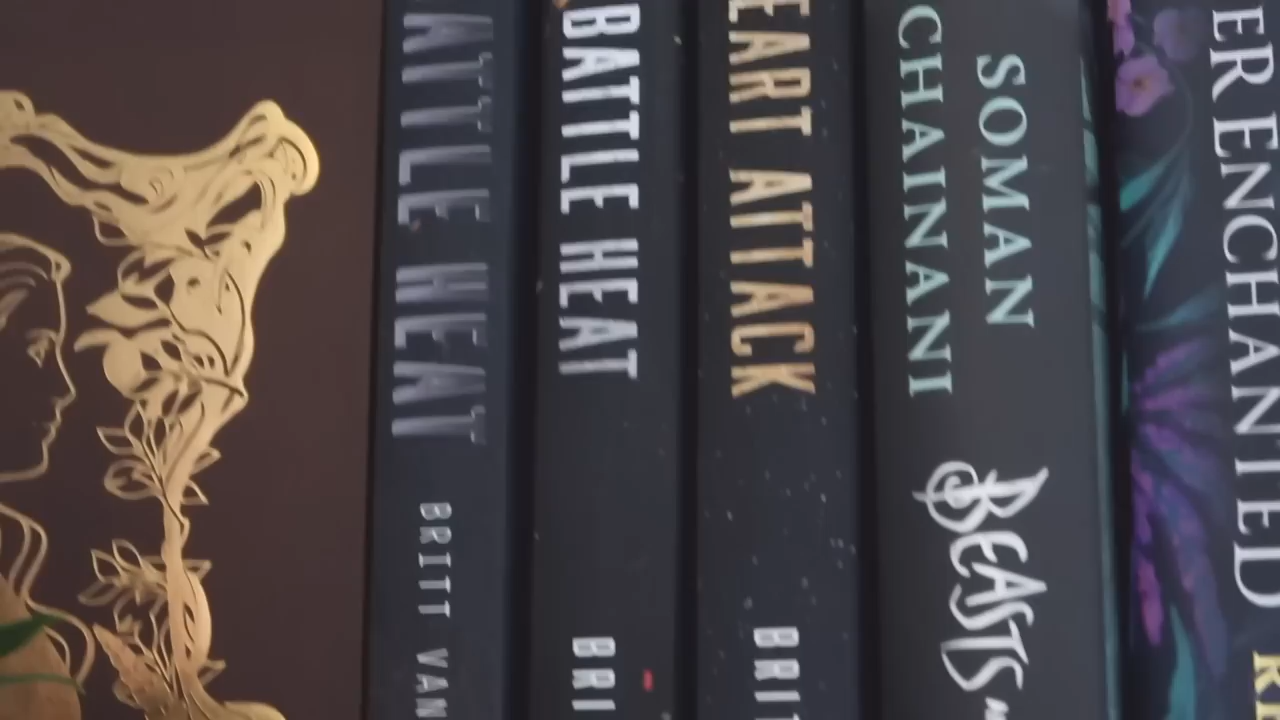 ATTLE HEAT
BRITT VAN
BATTLE HEAT
BRI
EART ATTACK
BRIT
SOMAN
CHAINANI
BEASTS
ER ENCHANTED